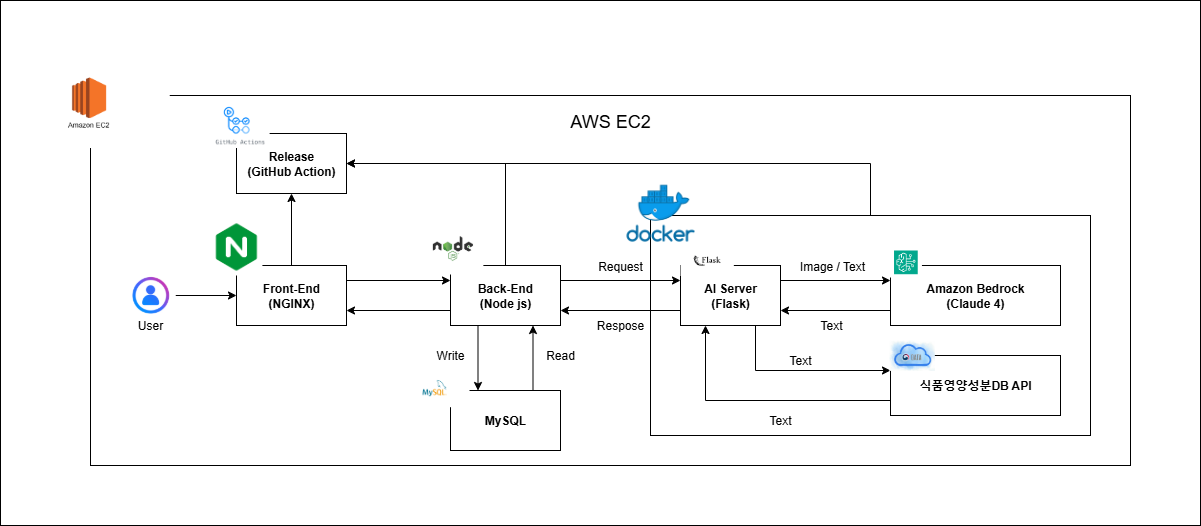 Amazon EC2
AWS EC2
GitHub Actions
Release
(GitHub Action)
docker
node
JS
Front-End
(NGINX)
N
User
Back-End
(Node js)
Request
Respose
Flask
AI Server
(Flask)
Image / Text
Text
Amazon Bedrock
(Claude 4)
Write
Read
MySQL
MySQL
Text
식품영양성분DB API
Text